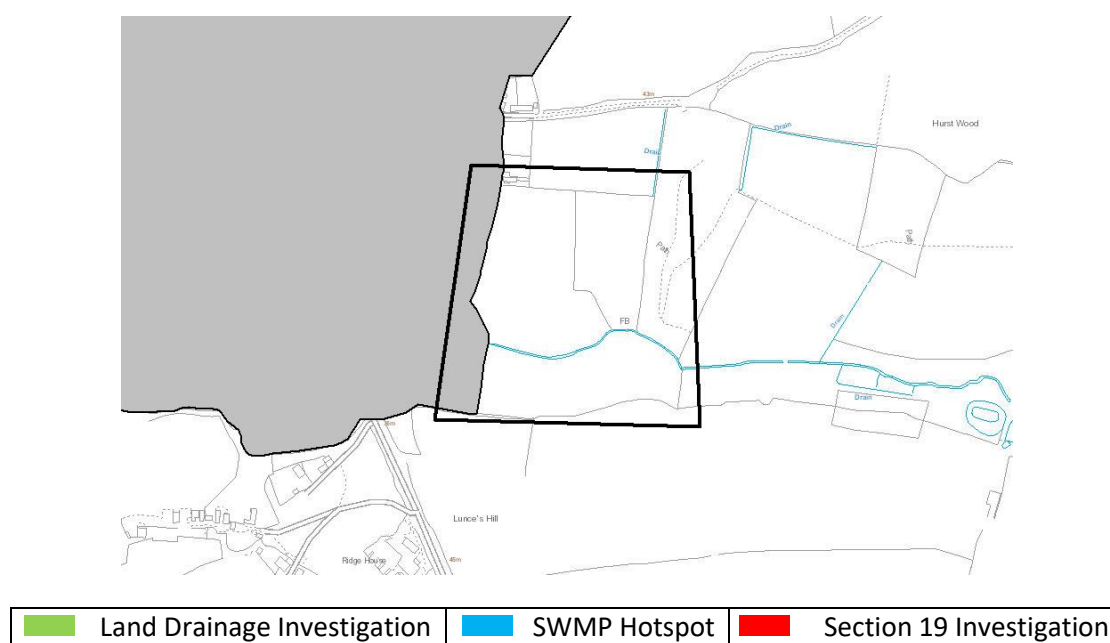 43m
Hurst Wood
Drain
Drain
Path
Path
Drain
FB
Drain
Lunce's Hill
Ridge House
45m
Land Drainage Investigation SWMP Hotspot Section 19 Investigation